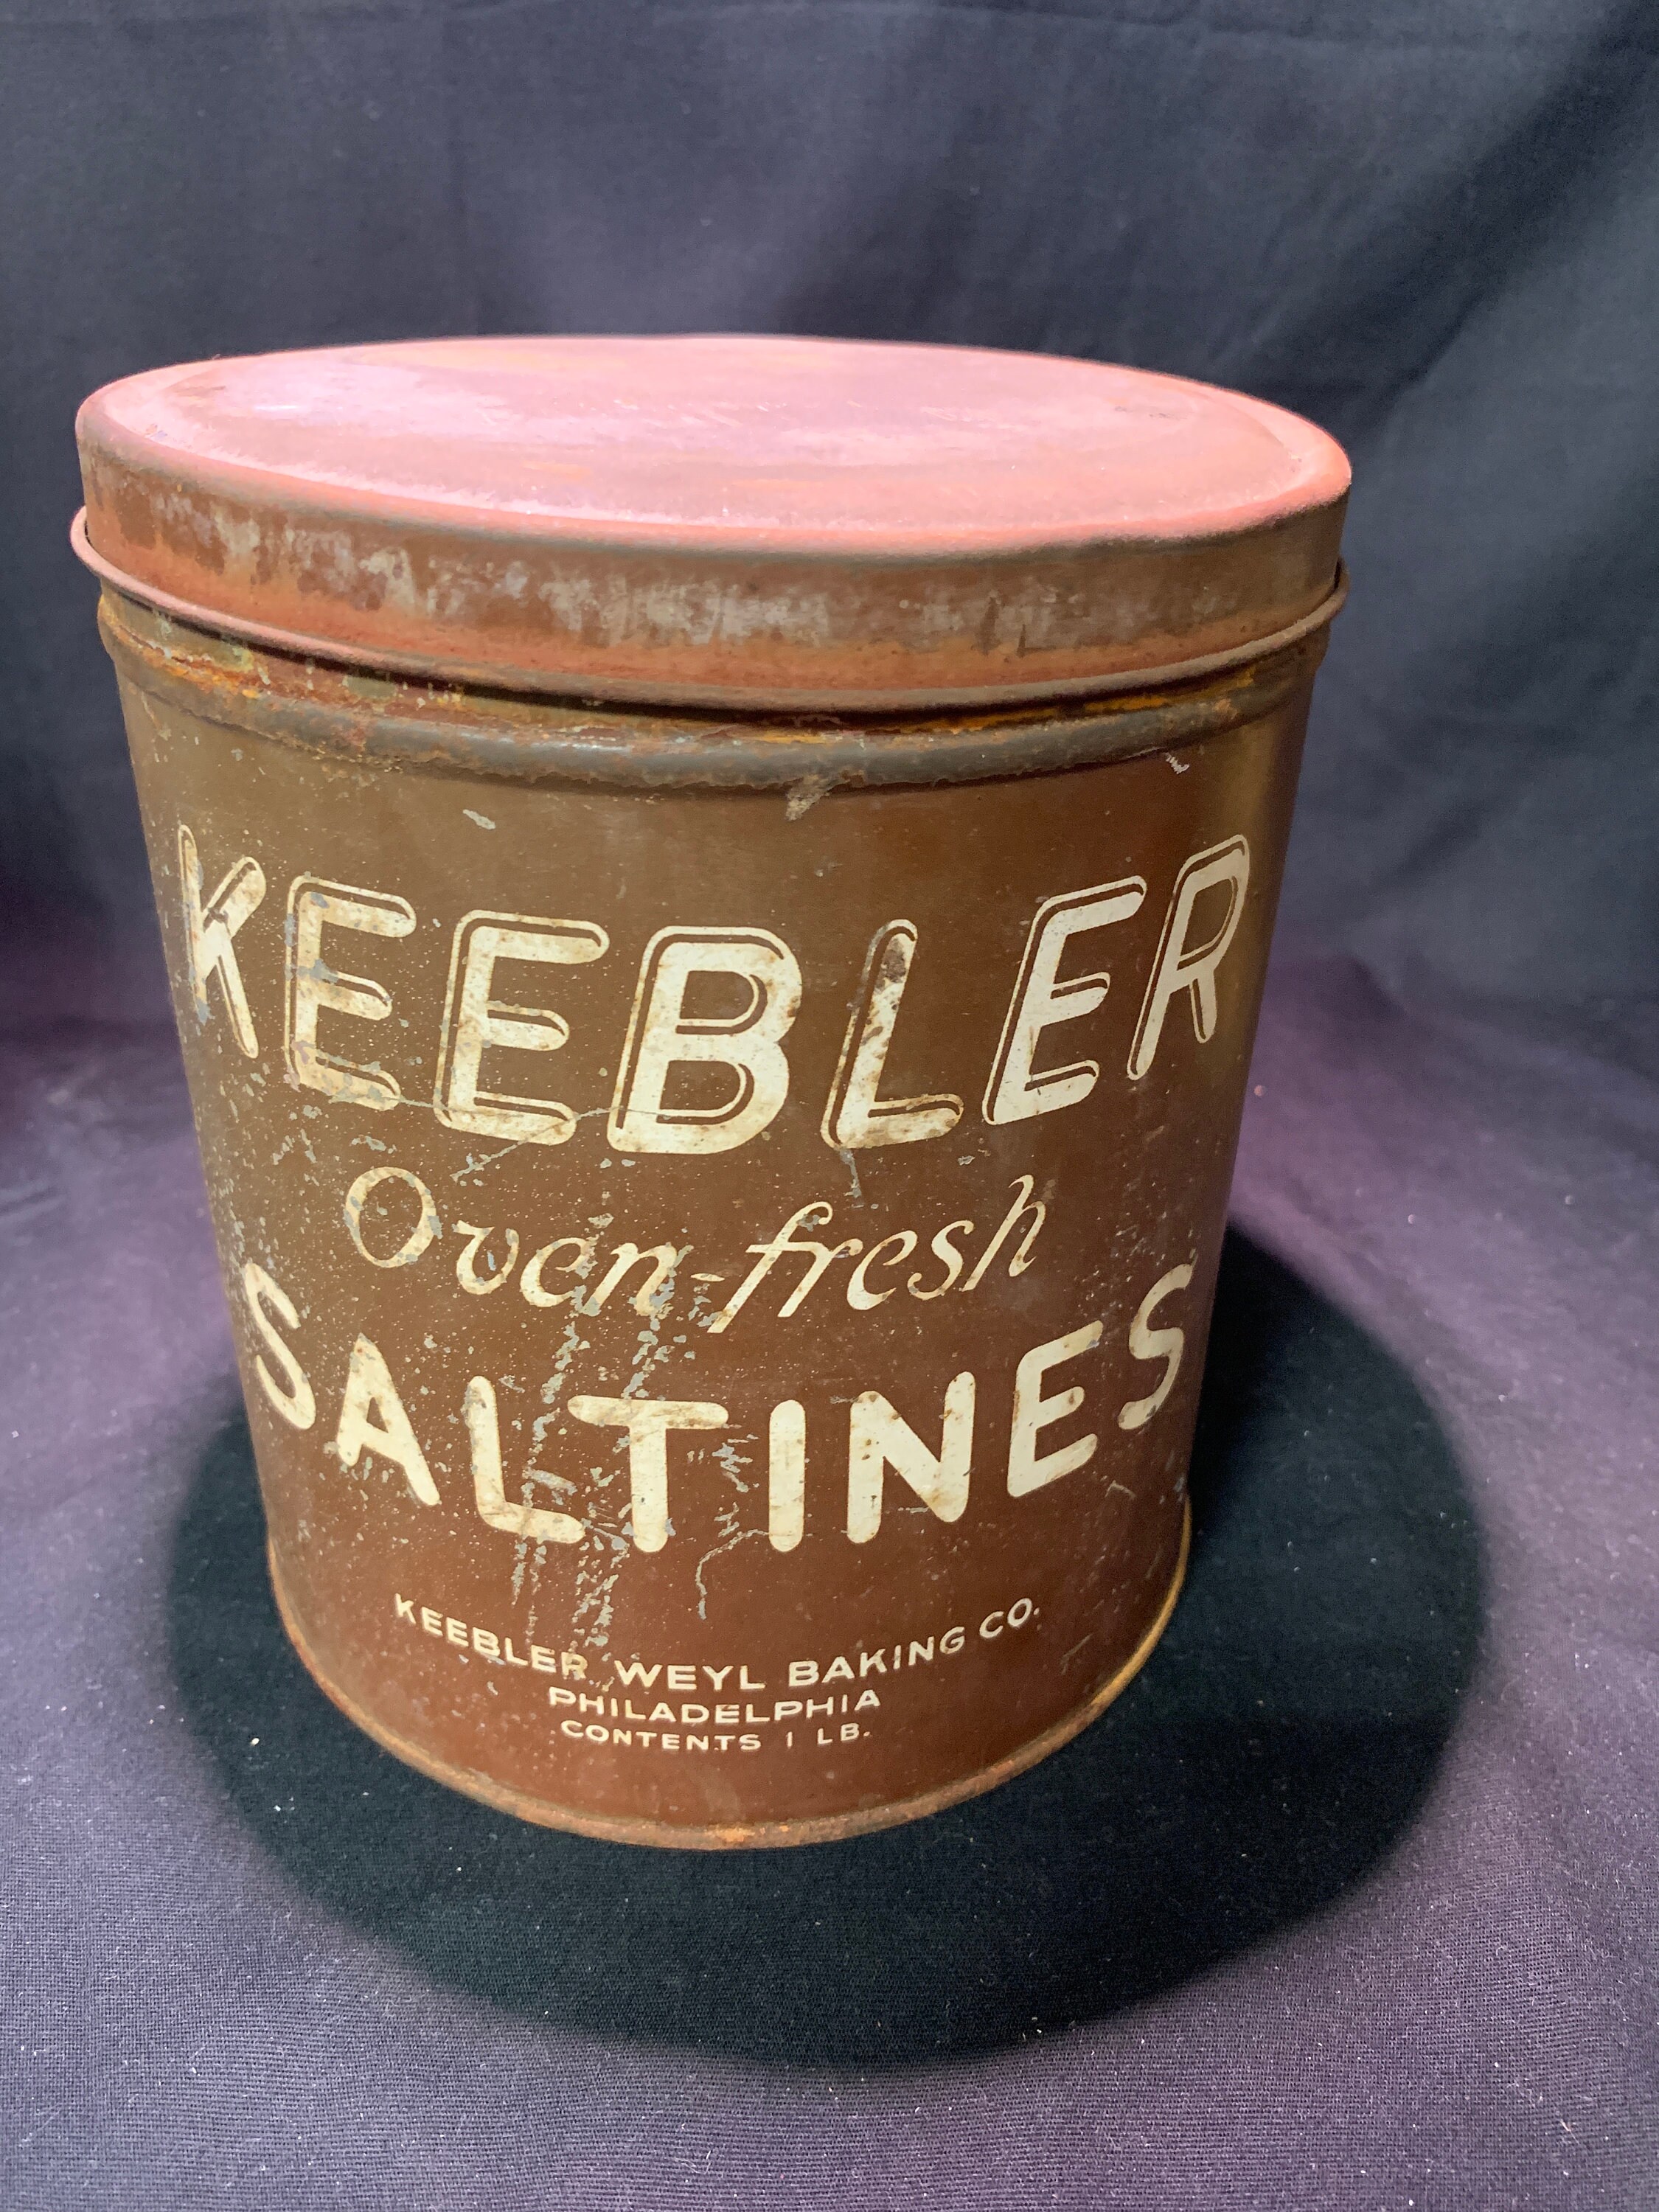 KEEBLER
Oven-fresh
SALTINES
KEEBLER WEYL BAKING CO.
PHILADELPHIA
CONTENTS 1 LB.